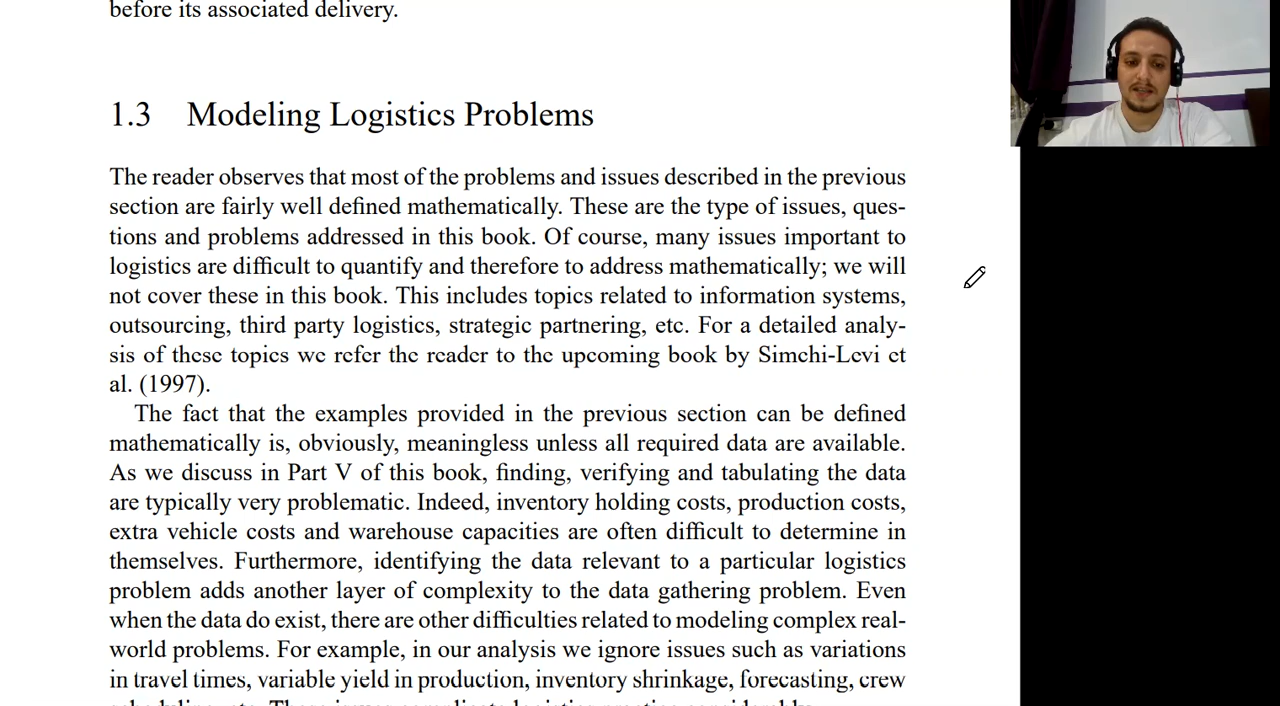 before its associated delivery.
1.3 Modeling Logistics Problems
The reader observes that most of the problems and issues described in the previous
section are fairly well defined mathematically. These are the type of issues, ques-
tions and problems addressed in this book. Of course, many issues important to
logistics are difficult to quantify and therefore to address mathematically; we will
not cover these in this book. This includes topics related to information systems,
outsourcing, third party logistics, strategic partnering, etc. For a detailed analy-
sis of these topics we refer the reader to the upcoming book by Simchi-Levi et
al. (1997).
The fact that the examples provided in the previous section can be defined
mathematically is, obviously, meaningless unless all required data are available.
As we discuss in Part V of this book, finding, verifying and tabulating the data
are typically very problematic. Indeed, inventory holding costs, production costs,
extra vehicle costs and warehouse capacities are often difficult to determine in
themselves. Furthermore, identifying the data relevant to a particular logistics
problem adds another layer of complexity to the data gathering problem. Even
when the data do exist, there are other difficulties related to modeling complex real-
world problems. For example, in our analysis we ignore issues such as variations
in travel times, variable yield in production, inventory shrinkage, forecasting, crew